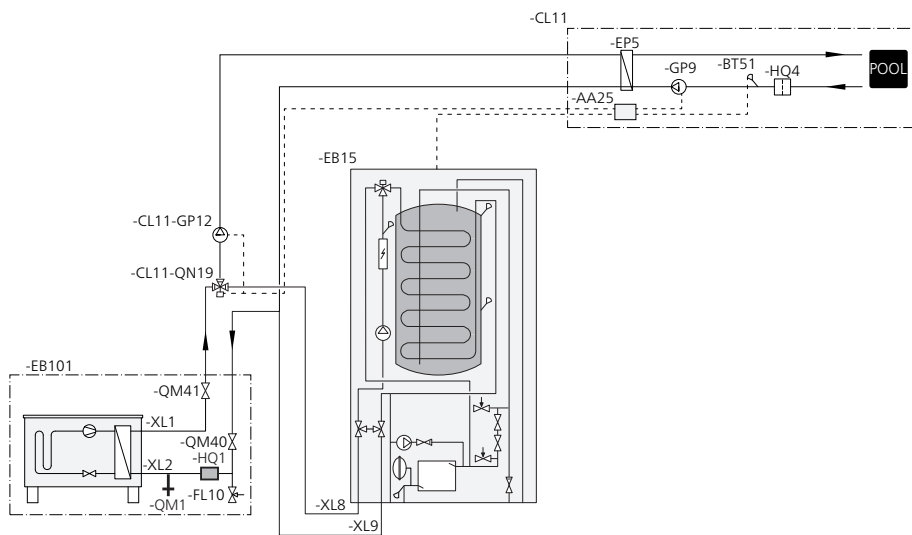 -CL11
-EP5
-GP9
-BT51
-HQ4
POOL
-AA25
-EB15
-CL11-GP12
-CL11-QN19
-EB101
-QM41
-XL1
-QM40
-XL2
-HQ1
-QM1
-FL10
-XL8
-XL9